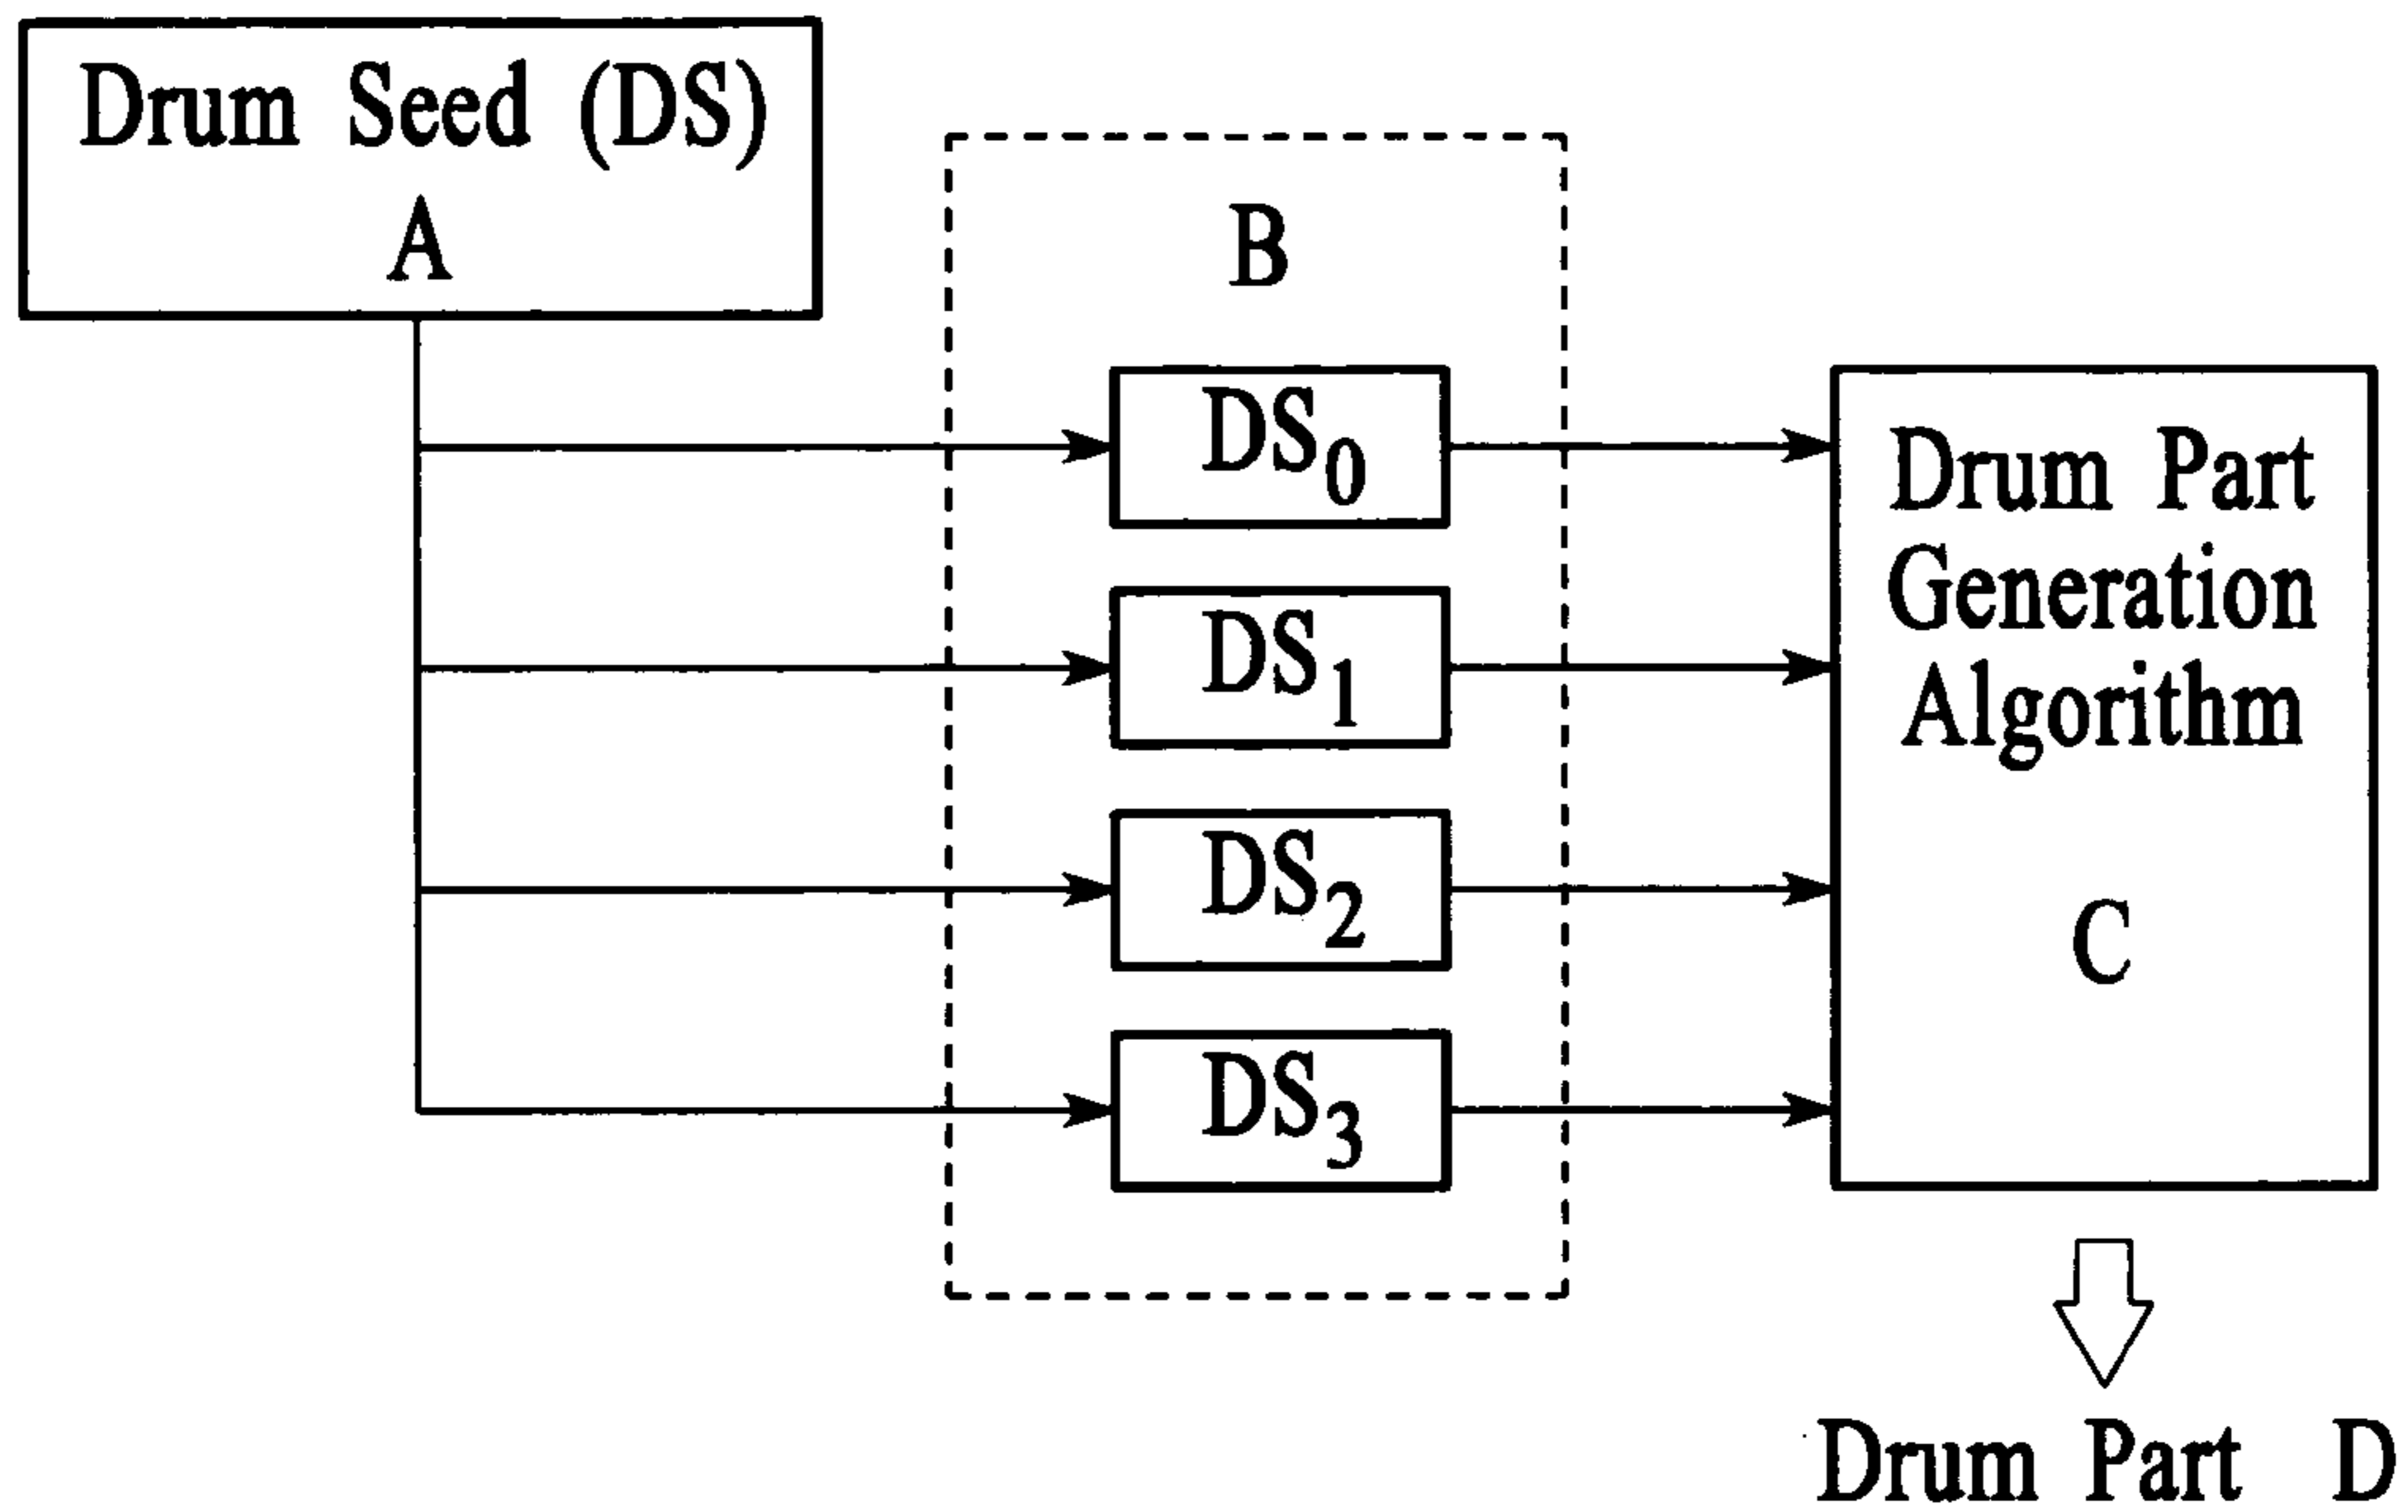 Drum Seed (DS)
A
B
DS0
DS1
DS2
DS3
Drum Part
Generation
Algorithm
C
Drum Part D